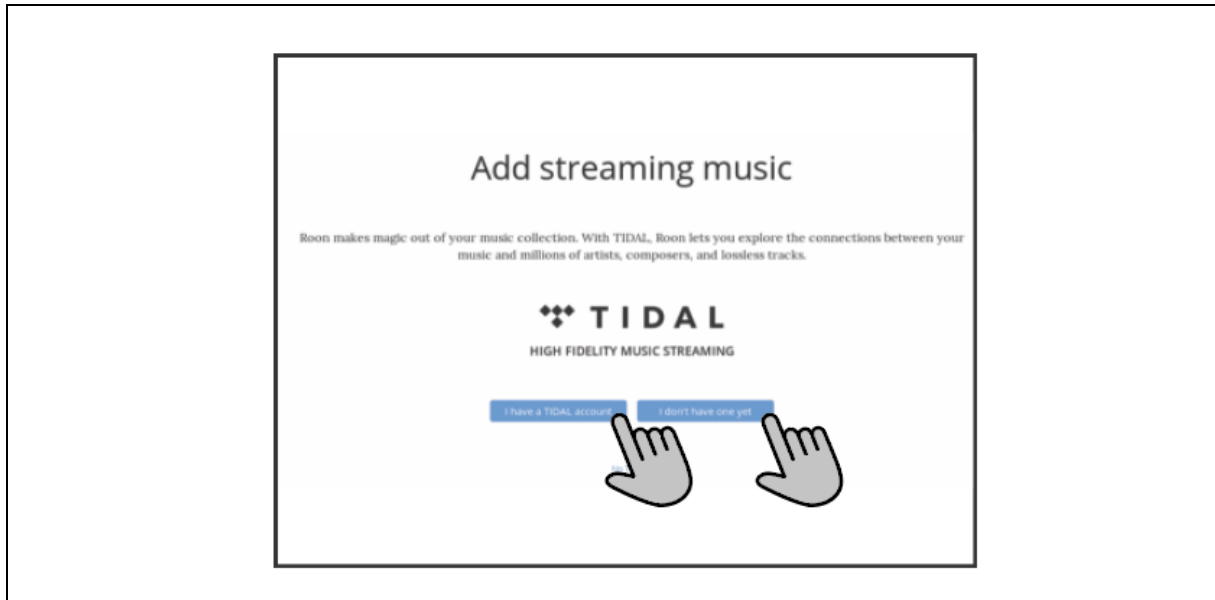 Add streaming music
Roon makes magic out of your music collection. With TIDAL, Roon lets you explore the connections between your
music and millions of artists, composers, and lossless tracks.
TIDAL
HIGH FIDELITY MUSIC STREAMING
I have a TIDAL account
I don't have one yet